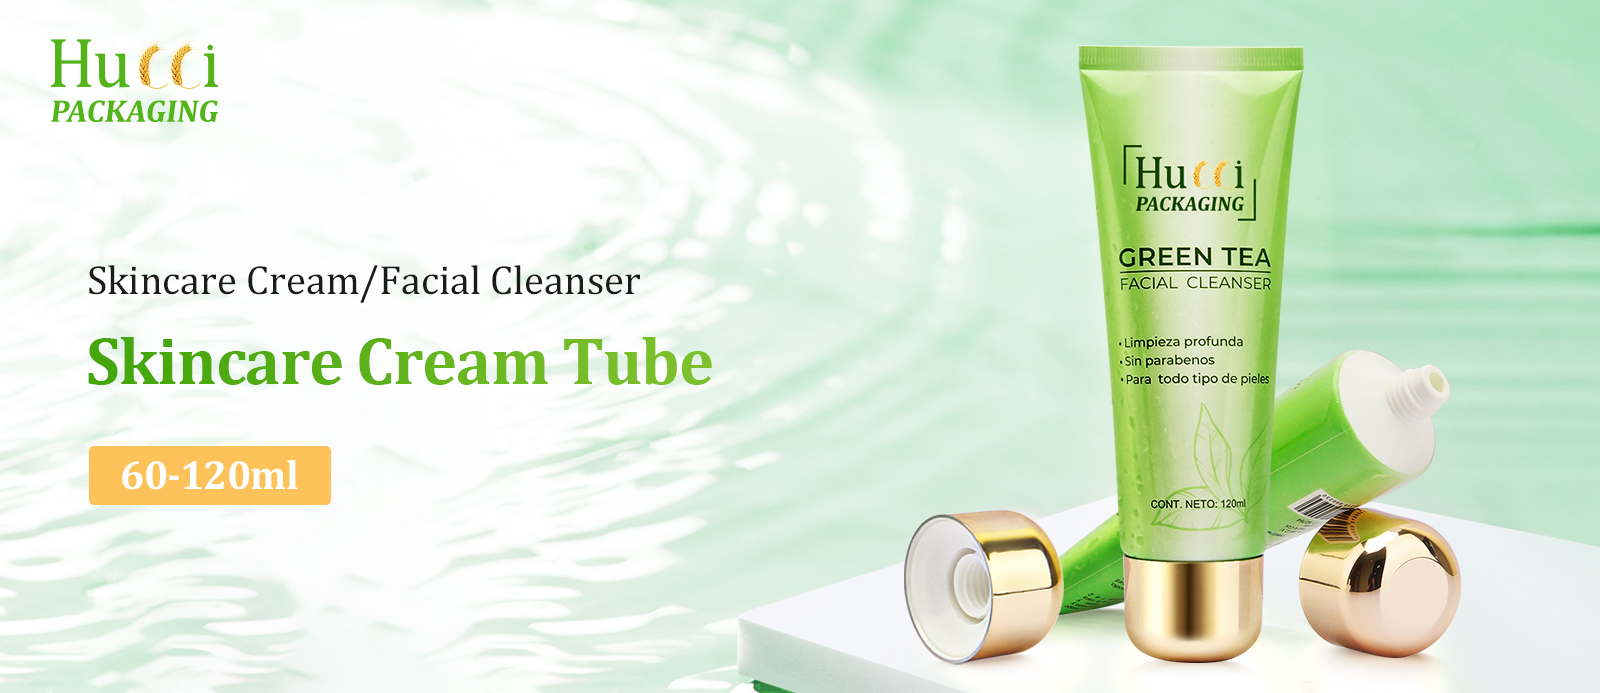 Hucci
PACKAGING
Skincare Cream/Facial Cleanser
Skincare Cream Tube
60-120ml
Hucci
PACKAGING
GREEN TEA
FACIAL CLEANSER
• Limpieza profunda
• Sin parabenos
• Para todo tipo de pieles
CONT. NETO: 120ml